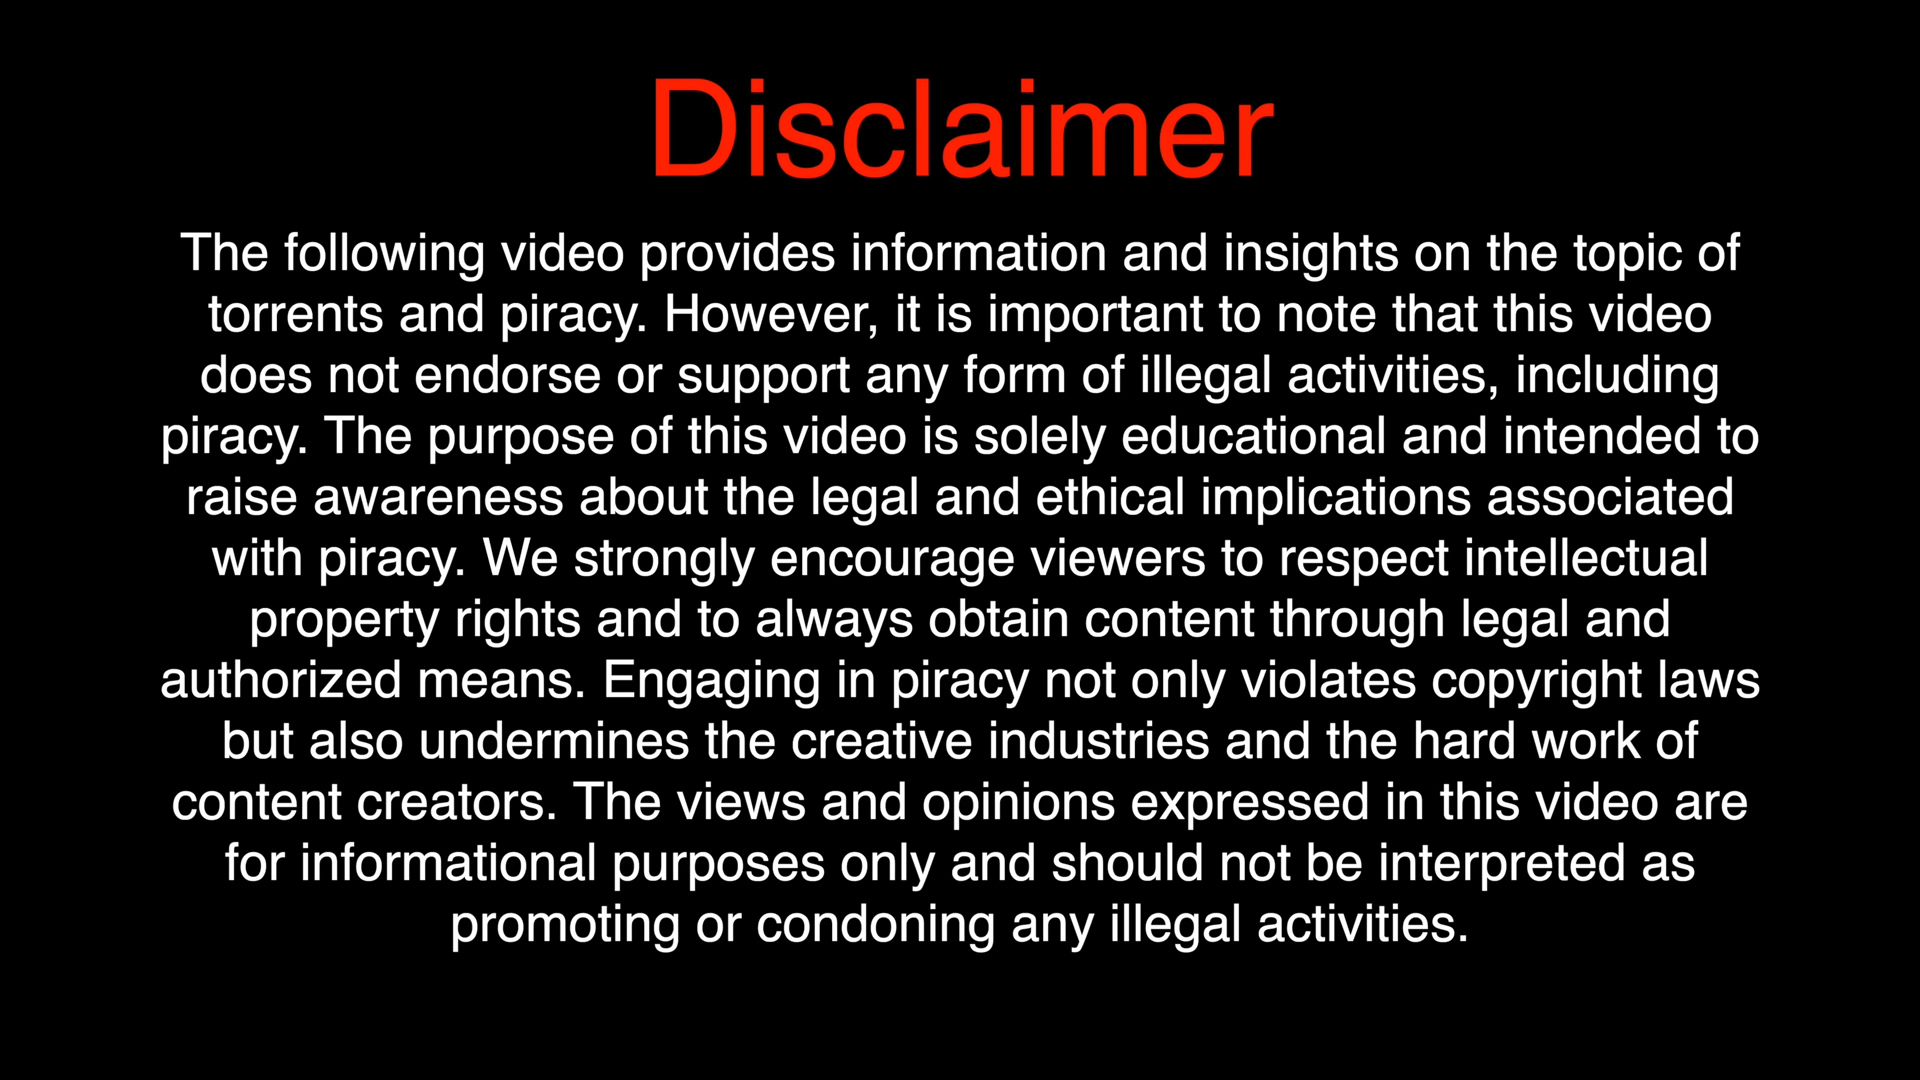 Disclaimer
The following video provides information and insights on the topic of
torrents and piracy. However, it is important to note that this video
does not endorse or support any form of illegal activities, including
piracy. The purpose of this video is solely educational and intended to
raise awareness about the legal and ethical implications associated
with piracy. We strongly encourage viewers to respect intellectual
property rights and to always obtain content through legal and
authorized means. Engaging in piracy not only violates copyright laws
but also undermines the creative industries and the hard work of
content creators. The views and opinions expressed in this video are
for informational purposes only and should not be interpreted as
promoting or condoning any illegal activities.